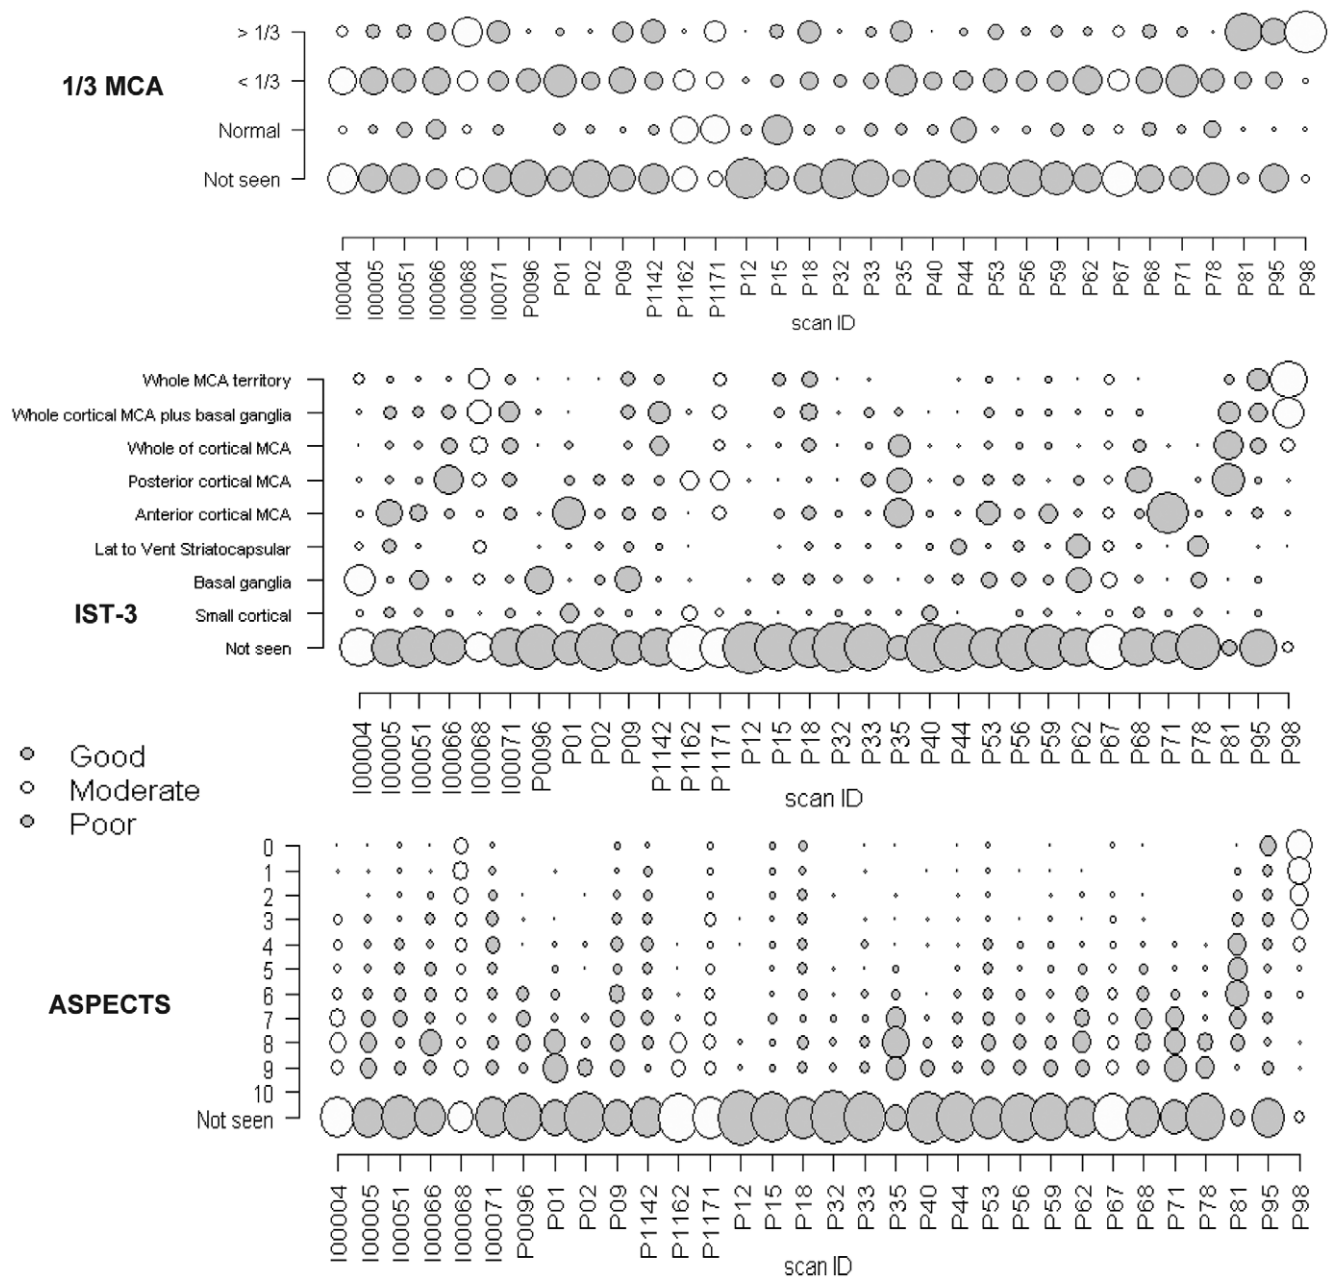 > 1/3
1/3 MCA
< 1/3
Normal
Not seen
I00004 I00005 I00051 I00066 I00068 I00071 P0096 P01 P02 P09 P1142 P1162 P1171 P12 P15 P18 P32 P33 P35 P40 P44 P53 P56 P59 P62 P67 P68 P71 P78 P81 P95 P98
scan ID
Whole MCA territory
Whole cortical MCA plus basal ganglia
Whole of cortical MCA
Posterior cortical MCA
Anterior cortical MCA
Lat to Vent Striatocapsular
Basal ganglia
IST-3
Small cortical
Not seen
I00004 I00005 I00051 I00066 I00068 I00071 P0096 P01 P02 P09 P1142 P1162 P1171 P12 P15 P18 P32 P33 P35 P40 P44 P53 P56 P59 P62 P67 P68 P71 P78 P81 P95 P98
scan ID
Good
Moderate
Poor
0
1
2
3
4
5
6
ASPECTS
7
8
9
10
Not seen
I00004 I00005 I00051 I00066 I00068 I00071 P0096 P01 P02 P09 P1142 P1162 P1171 P12 P15 P18 P32 P33 P35 P40 P44 P53 P56 P59 P62 P67 P68 P71 P78 P81 P95 P98
scan ID